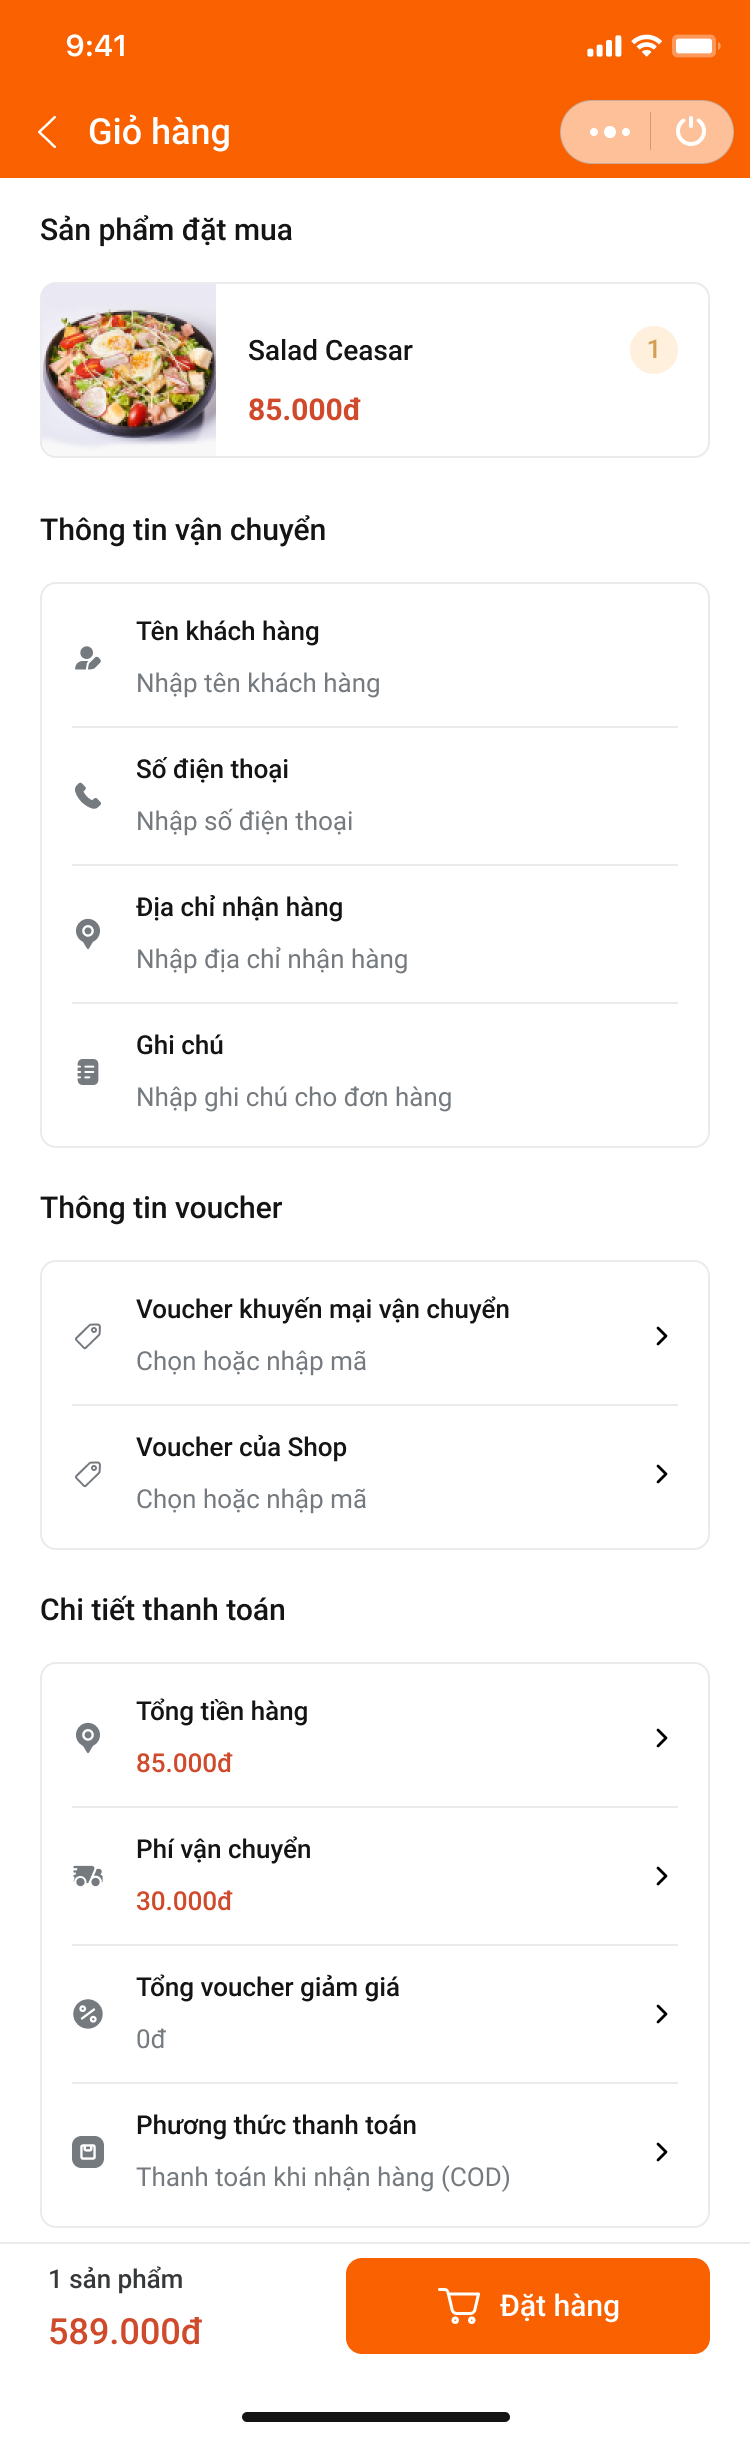 9:41
Giỏ hàng
Sản phẩm đặt mua
Salad Ceasar
1
85.000đ
Thông tin vận chuyển
Tên khách hàng
Nhập tên khách hàng
Số điện thoại
Nhập số điện thoại
Địa chỉ nhận hàng
Nhập địa chỉ nhận hàng
Ghi chú
Nhập ghi chú cho đơn hàng
Thông tin voucher
Voucher khuyến mại vận chuyển
Chọn hoặc nhập mã
Voucher của Shop
Chọn hoặc nhập mã
Chi tiết thanh toán
Tổng tiền hàng
85.000đ
Phí vận chuyển
30.000đ
Tổng voucher giảm giá
0đ
Phương thức thanh toán
Thanh toán khi nhận hàng (COD)
1 sản phẩm
589.000đ
Đặt hàng